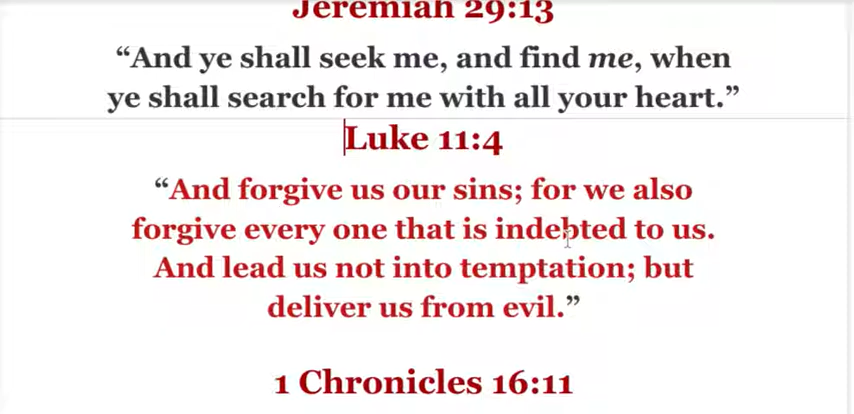 Jeremiah 29:13
“And ye shall seek me, and find me, when
ye shall search for me with all your heart.”
Luke 11:4
“And forgive us our sins; for we also
forgive every one that is indebted to us.
And lead us not into temptation; but
deliver us from evil.”
1 Chronicles 16:11